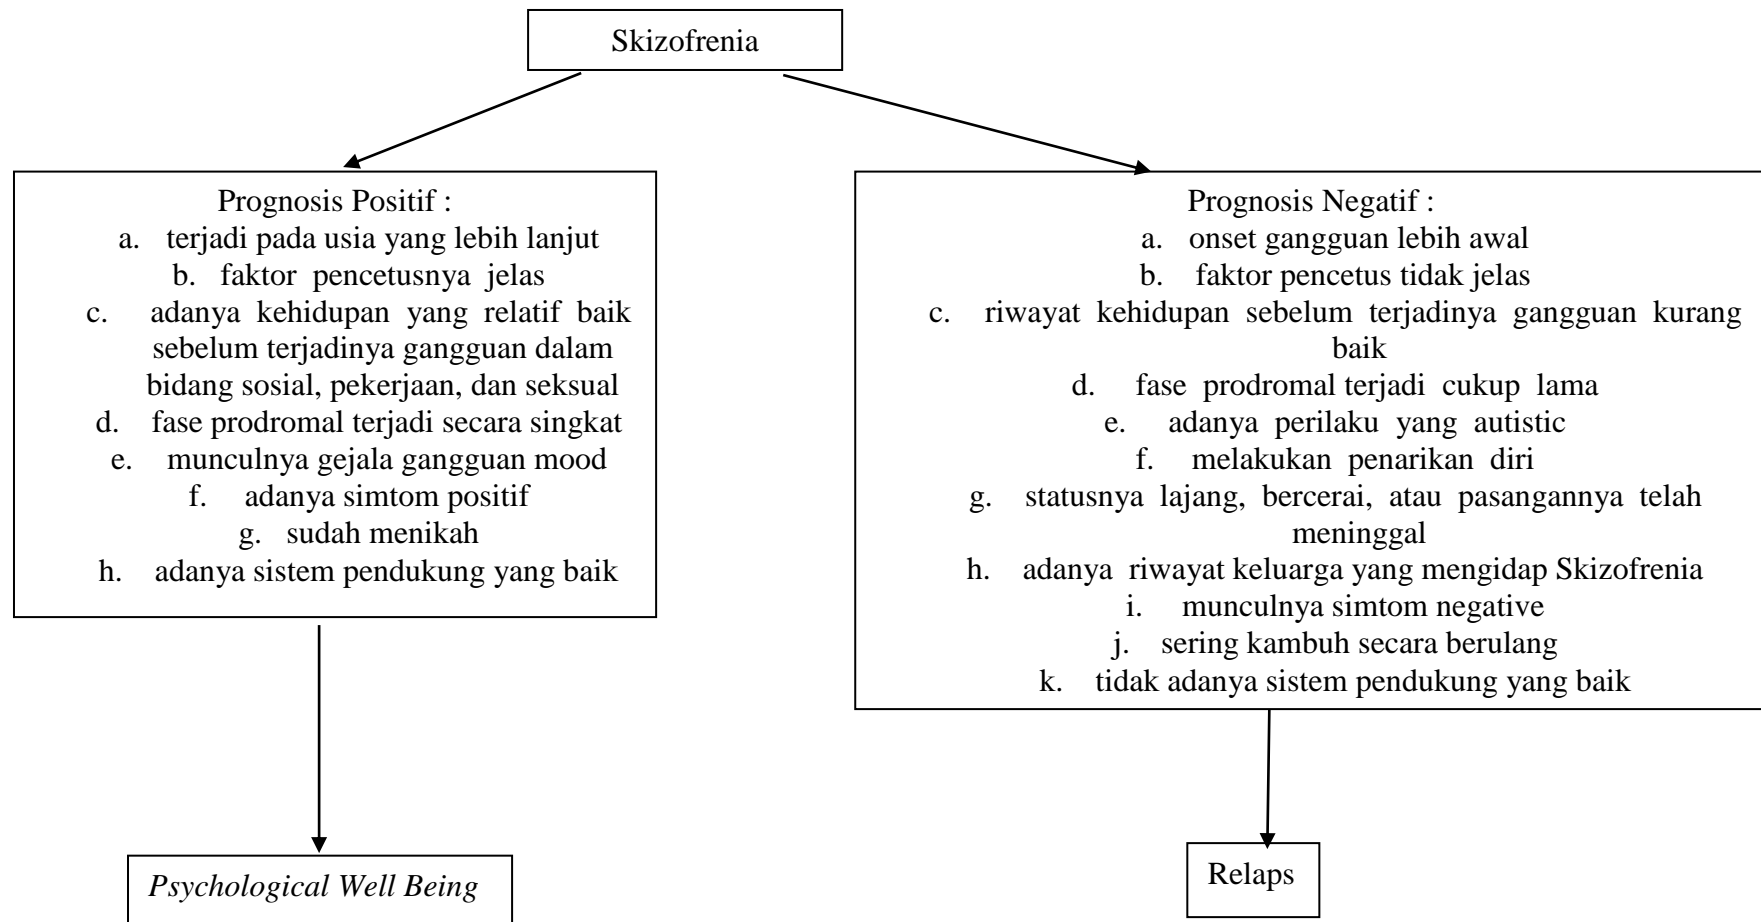 Skizofrenia
Prognosis Positif :
a. terjadi pada usia yang lebih lanjut
b. faktor pencetusnya jelas
c. adanya kehidupan yang relatif baik
sebelum terjadinya gangguan dalam
bidang sosial, pekerjaan, dan seksual
d. fase prodromal terjadi secara singkat
e. munculnya gejala gangguan mood
f. adanya simtom positif
g. sudah menikah
h. adanya sistem pendukung yang baik
Prognosis Negatif :
a. onset gangguan lebih awal
b. faktor pencetus tidak jelas
c. riwayat kehidupan sebelum terjadinya gangguan kurang
baik
d. fase prodromal terjadi cukup lama
e. adanya perilaku yang autistic
f. melakukan penarikan diri
g. statusnya lajang, bercerai, atau pasangannya telah
meninggal
h. adanya riwayat keluarga yang mengidap Skizofrenia
i. munculnya simtom negative
j. sering kambuh secara berulang
k. tidak adanya sistem pendukung yang baik
Psychological Well Being
Relaps